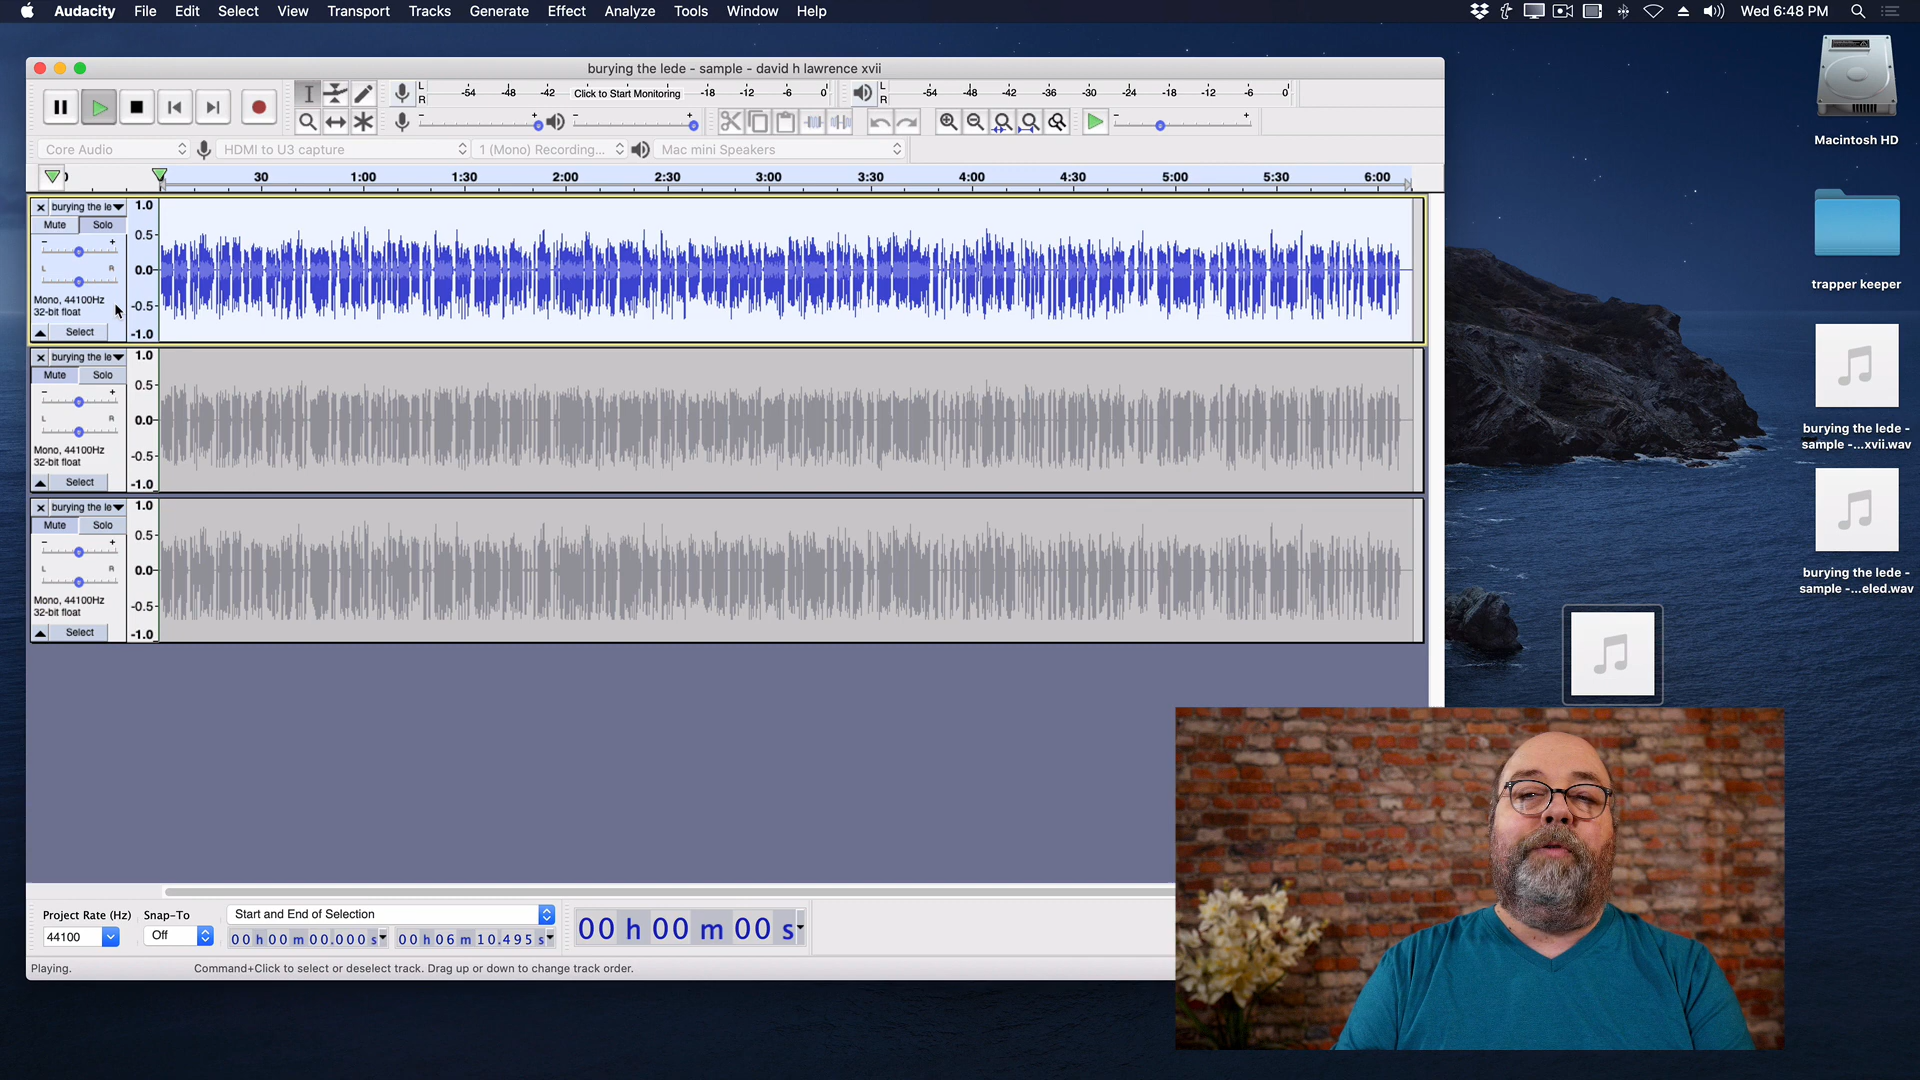 Audacity File Edit Select View Transport Tracks Generate Effect Analyze Tools Window Help Wed 6:48 PM
burying the lede - sample - david h lawrence xvii
L R -54 -48 -42 Click to Start Monitoring -18 -12 -6 0 L R -54 -48 -42 -36 -30 -24 -18 -12 -6 0
Core Audio HDMI to U3 capture 1 (Mono) Recording... Mac mini Speakers
30 1:00 1:30 2:00 2:30 3:00 3:30 4:00 4:30 5:00 5:30 6:00
burying the le 1.0
Mute Solo
0.5
L R 0.0
Mono, 44100Hz
32-bit float -0.5
Select -1.0
burying the le 1.0
Mute Solo
0.5
L R 0.0
Mono, 44100Hz
32-bit float -0.5
Select -1.0
burying the le 1.0
Mute Solo
0.5
L R 0.0
Mono, 44100Hz
32-bit float -0.5
Select -1.0
Macintosh HD
trapper keeper
burying the lede -
sample -...xvii.wav
burying the lede -
sample -...eled.wav
Project Rate (Hz) Snap-To Start and End of Selection
44100 Off 00 h 00 m 00.000 s 00 h 06 m 10.495 s 00 h 00 m 00 s
Playing. Command+Click to select or deselect track. Drag up or down to change track order.